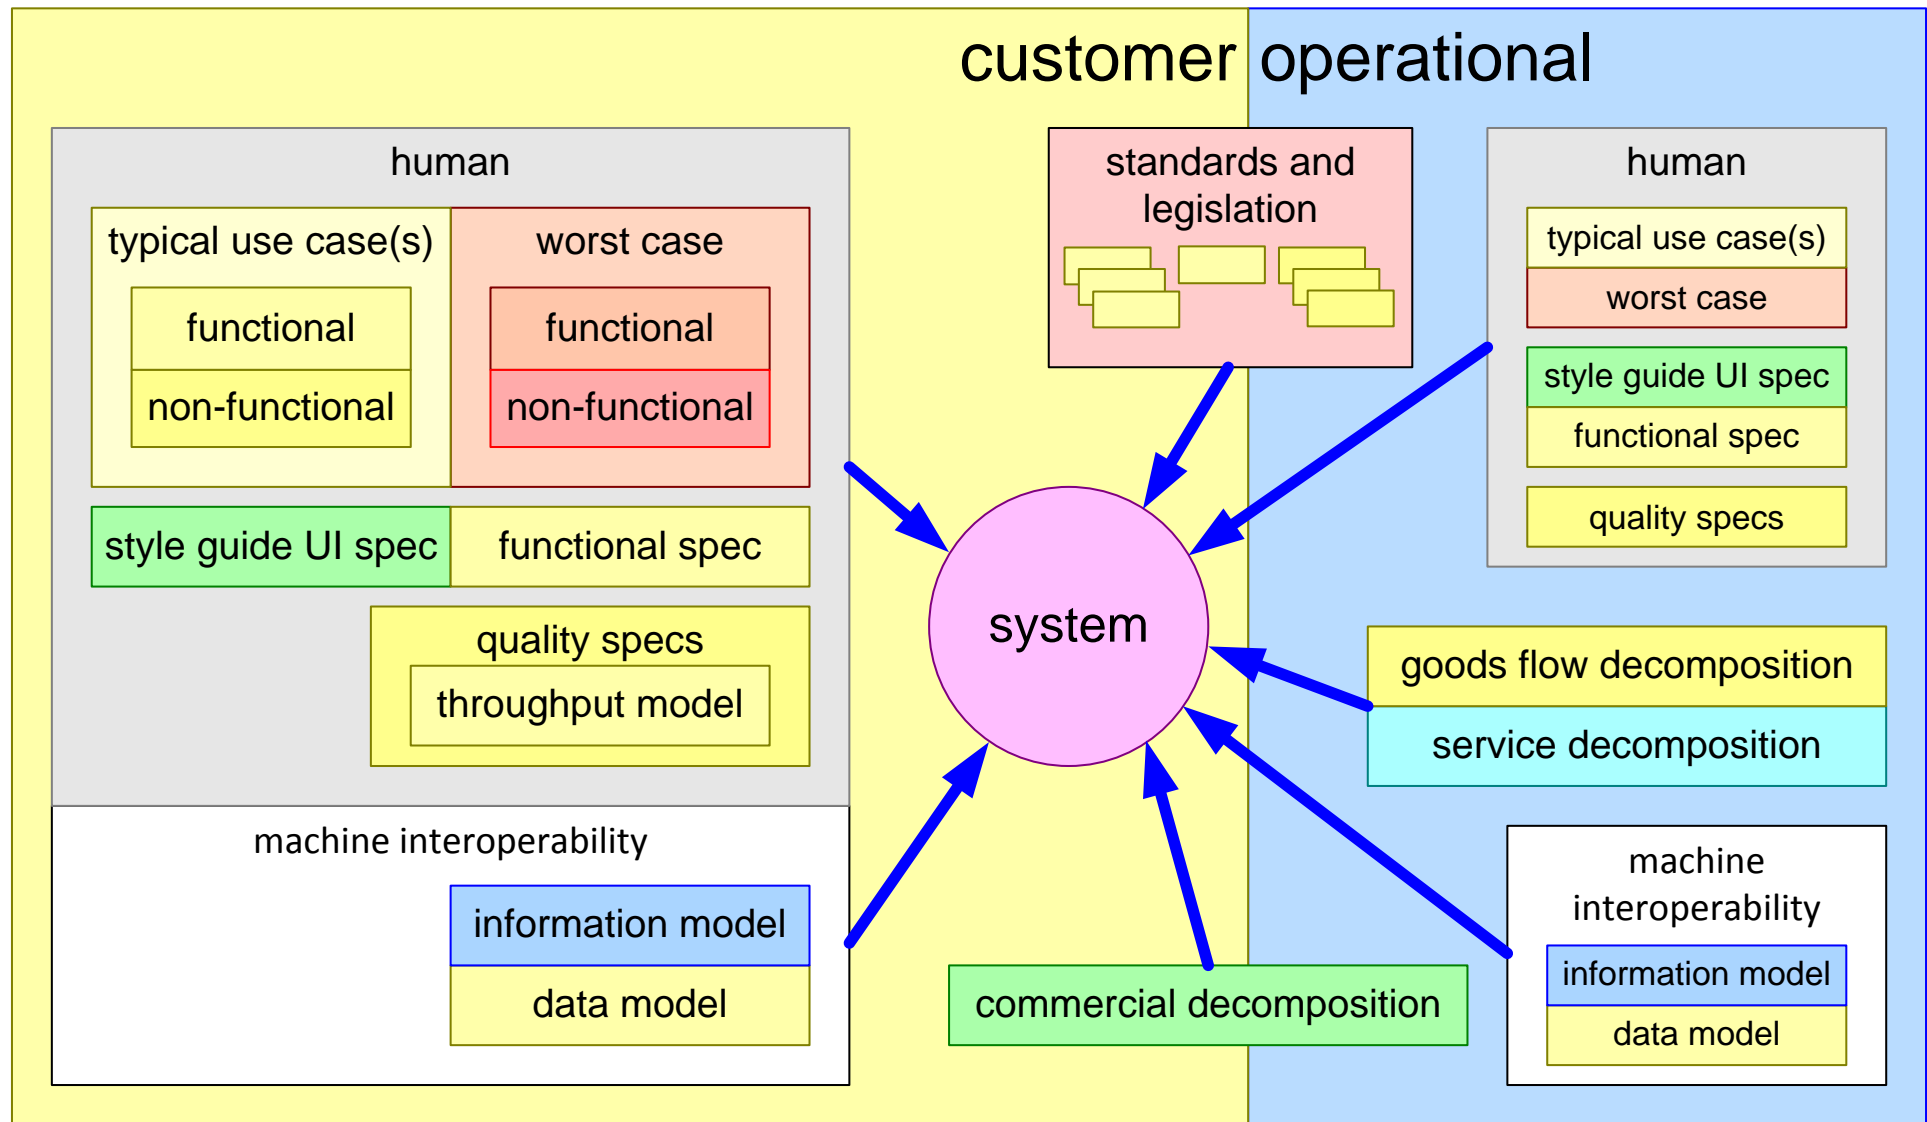 customer operational
human
typical use case(s)
functional
non-functional
worst case
functional
non-functional
style guide UI spec
functional spec
quality specs
throughput model
machine interoperability
information model
data model
standards and
legislation
system
commercial decomposition
human
typical use case(s)
worst case
style guide UI spec
functional spec
quality specs
goods flow decomposition
service decomposition
machine
interoperability
information model
data model